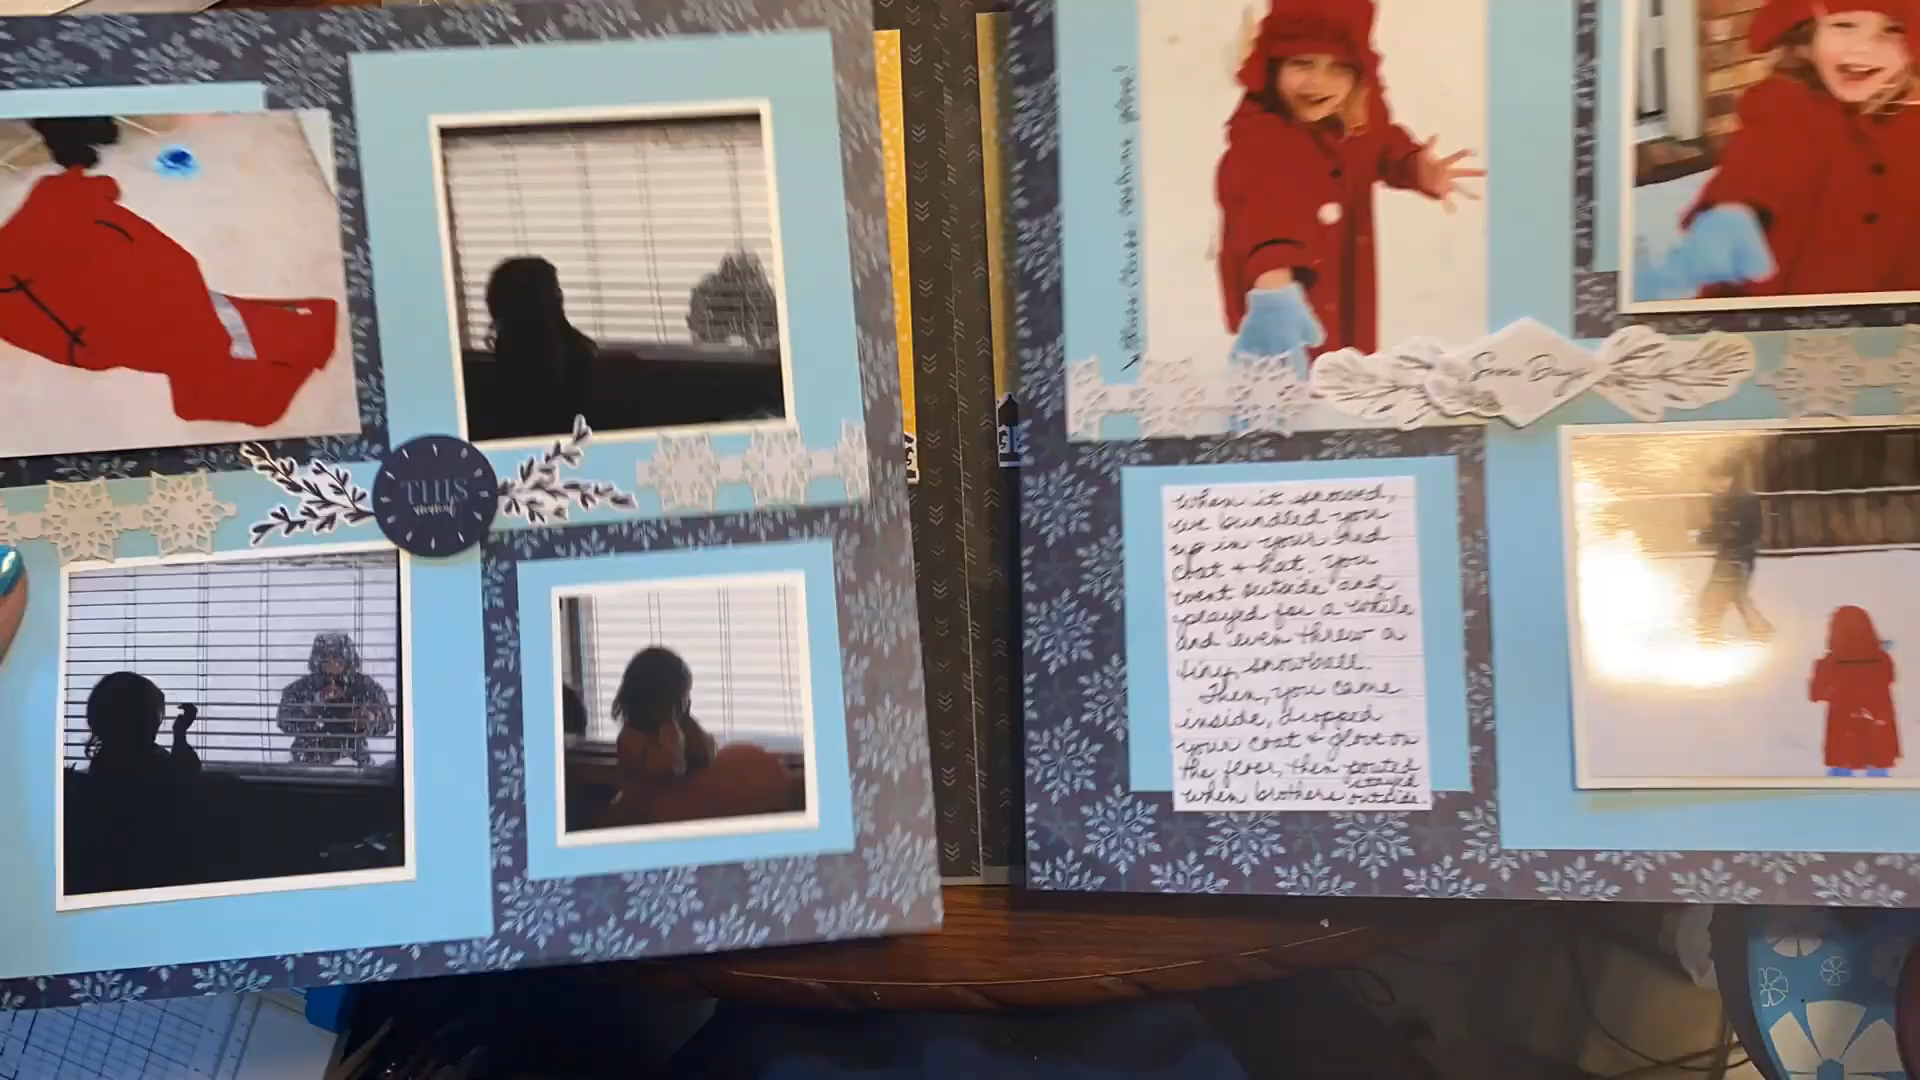 THIS
moment
Snow Day
When it snowed,
we bundled you
up in your red
coat + hat. You
went outside and
played for a while
and even threw a
tiny snowball.
Then, you came
inside, dropped
your coat + glove on
the floor, then pouted
when brothers stayed
outside.